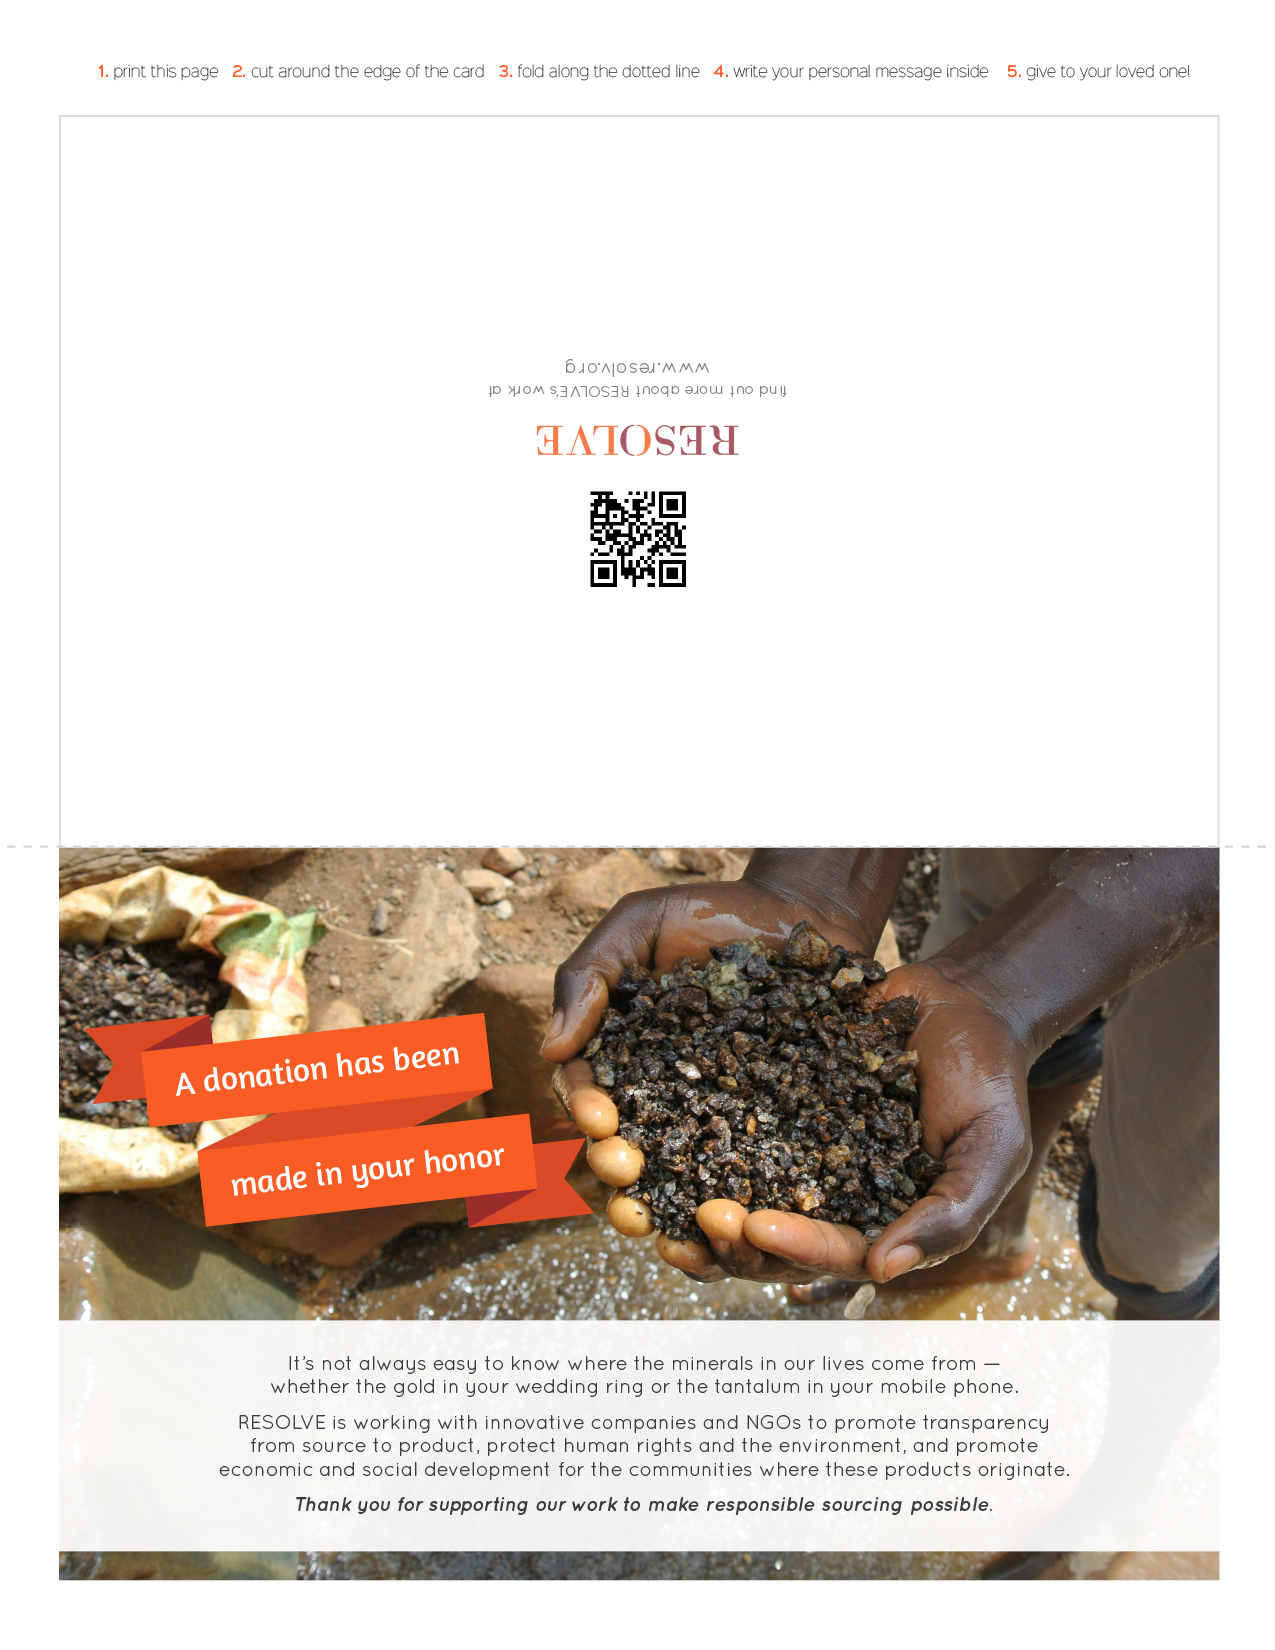 1. print this page 2. cut around the edge of the card 3. fold along the dotted line 4. write your personal message inside 5. give to your loved one!
RESOLVE
find out more about RESOLVE's work at
www.resolv.org
A donation has been
made in your honor
It's not always easy to know where the minerals in our lives come from —
whether the gold in your wedding ring or the tantalum in your mobile phone.
RESOLVE is working with innovative companies and NGOs to promote transparency
from source to product, protect human rights and the environment, and promote
economic and social development for the communities where these products originate.
Thank you for supporting our work to make responsible sourcing possible.